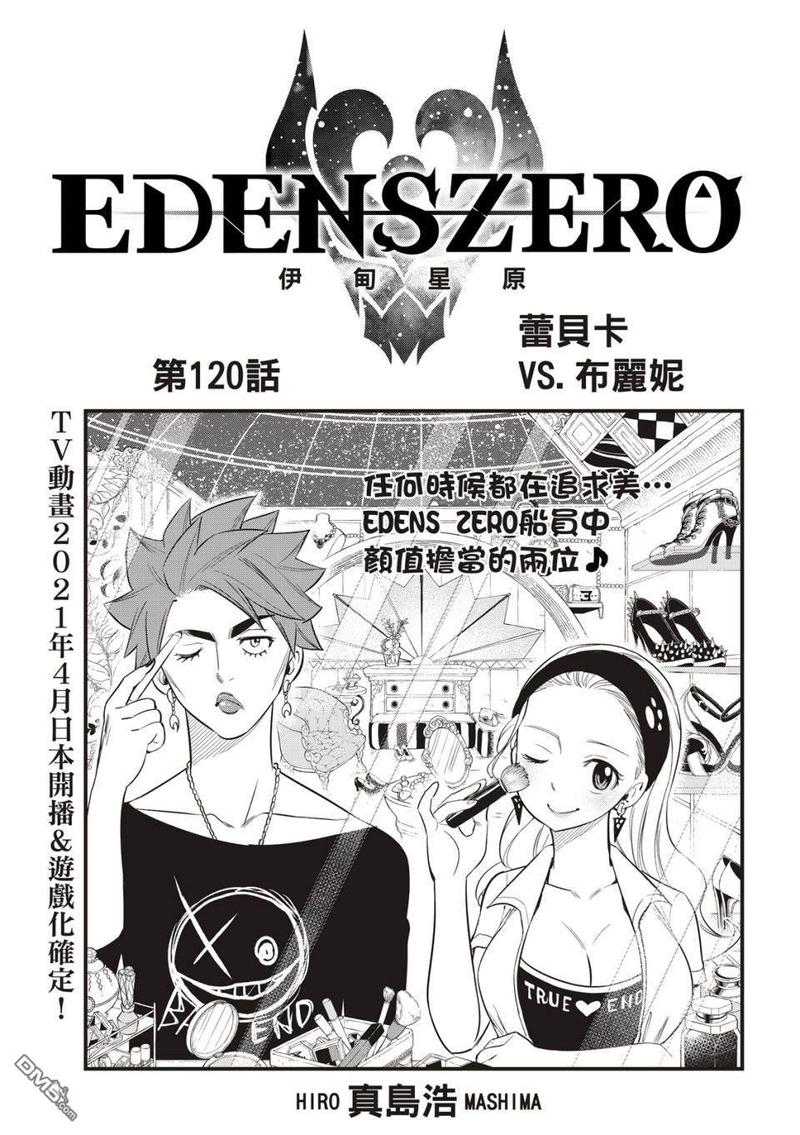 EDENSZERO
伊甸星原
第120話
蕾貝卡
VS. 布麗妮
TV動畫2021年4月日本開播&遊戲化確定!
任何時候都在追求美…
EDENS ZERO船員中
顏值擔當的兩位♪
END
TRUE♥END
HIRO 真島浩 MASHIMA
DM5.com